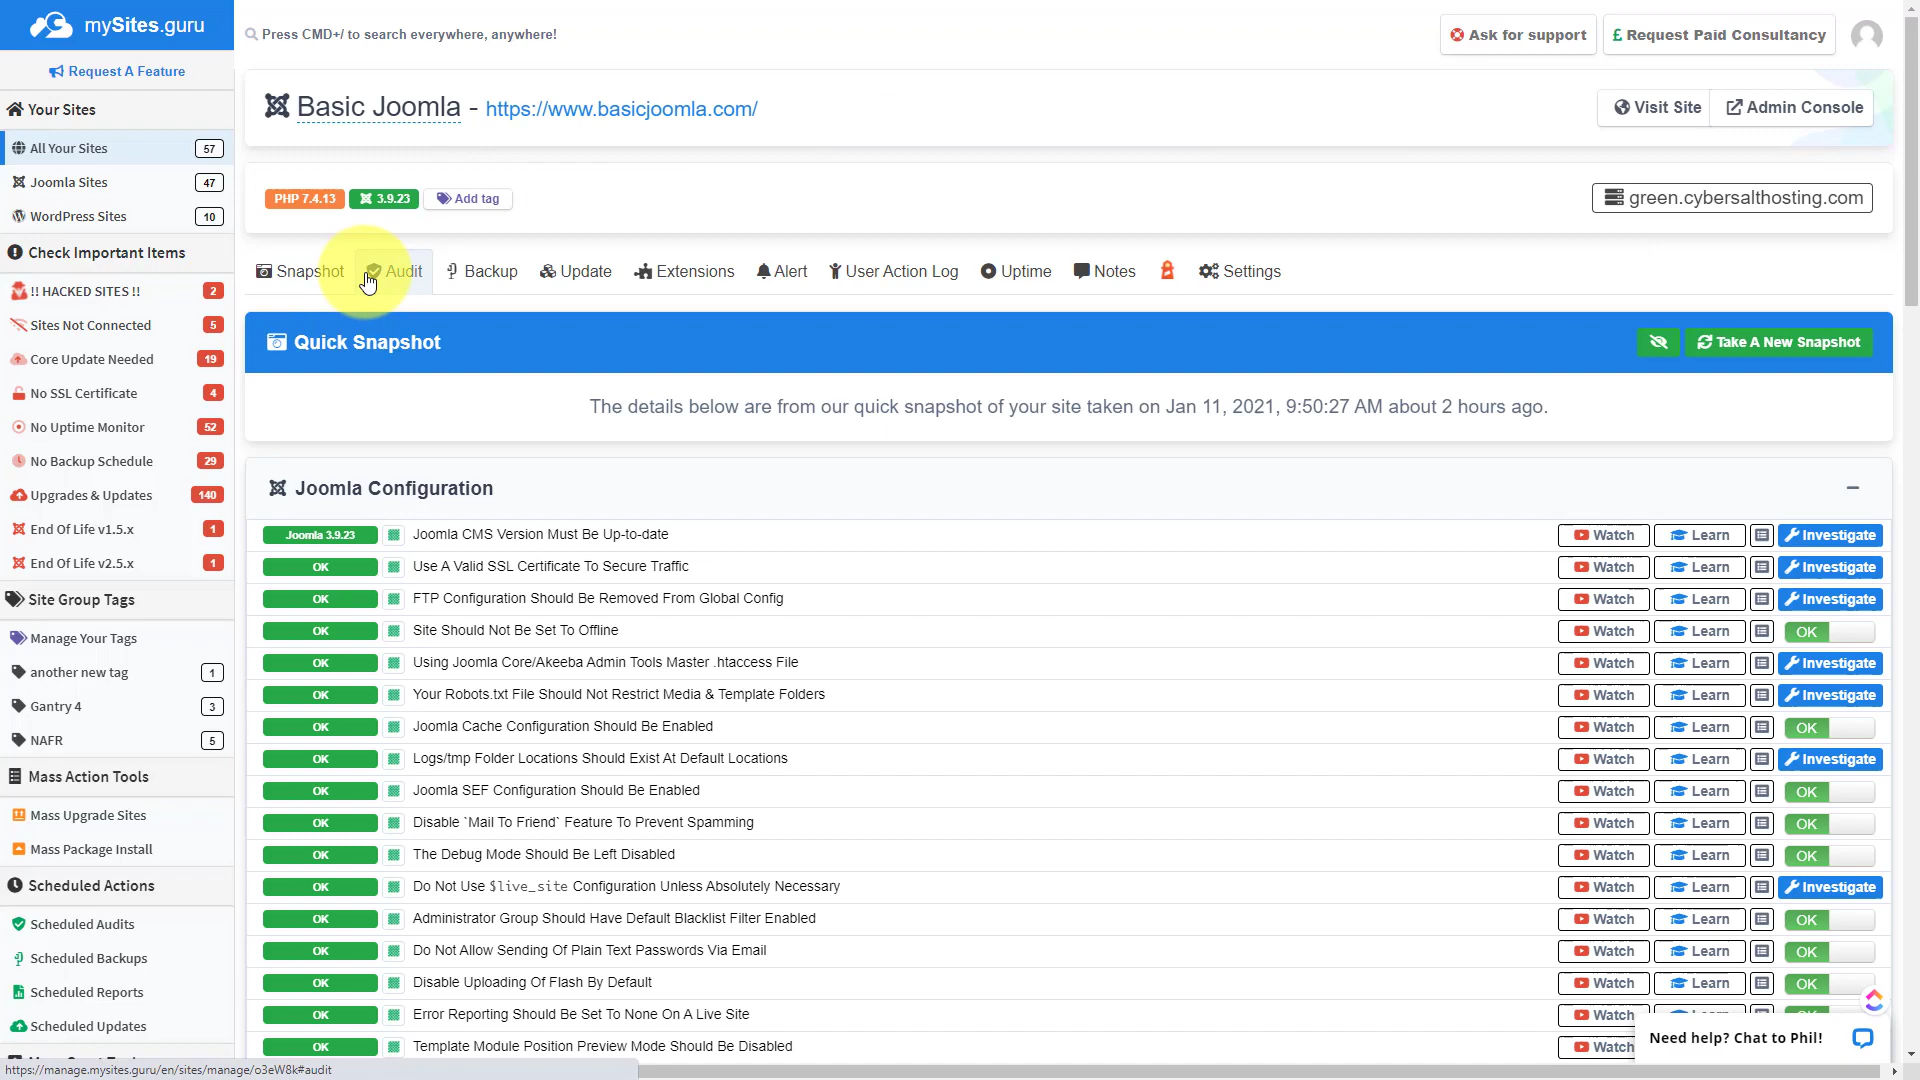 mySites.guru
Request A Feature
Your Sites
All Your Sites 57
Joomla Sites 47
WordPress Sites 10
Check Important Items
!! HACKED SITES !! 2
Sites Not Connected 5
Core Update Needed 19
No SSL Certificate 4
No Uptime Monitor 52
No Backup Schedule 29
Upgrades & Updates 140
End Of Life v1.5.x 1
End Of Life v2.5.x 1
Site Group Tags
Manage Your Tags
another new tag 1
Gantry 4 3
NAFR 5
Mass Action Tools
Mass Upgrade Sites
Mass Package Install
Scheduled Actions
Scheduled Audits
Scheduled Backups
Scheduled Reports
Scheduled Updates
https://manage.mysites.guru/en/sites/manage/o3eW8k#audit
Press CMD+/ to search everywhere, anywhere!
Ask for support
£ Request Paid Consultancy
Basic Joomla - https://www.basicjoomla.com/
Visit Site
Admin Console
PHP 7.4.13
3.9.23
Add tag
green.cybersalthosting.com
Snapshot Audit Backup Update Extensions Alert User Action Log Uptime Notes Settings
Quick Snapshot
Take A New Snapshot
The details below are from our quick snapshot of your site taken on Jan 11, 2021, 9:50:27 AM about 2 hours ago.
Joomla Configuration
Joomla 3.9.23 Joomla CMS Version Must Be Up-to-date Watch Learn Investigate
OK Use A Valid SSL Certificate To Secure Traffic Watch Learn Investigate
OK FTP Configuration Should Be Removed From Global Config Watch Learn Investigate
OK Site Should Not Be Set To Offline Watch Learn OK
OK Using Joomla Core/Akeeba Admin Tools Master .htaccess File Watch Learn Investigate
OK Your Robots.txt File Should Not Restrict Media & Template Folders Watch Learn Investigate
OK Joomla Cache Configuration Should Be Enabled Watch Learn OK
OK Logs/tmp Folder Locations Should Exist At Default Locations Watch Learn Investigate
OK Joomla SEF Configuration Should Be Enabled Watch Learn OK
OK Disable `Mail To Friend` Feature To Prevent Spamming Watch Learn OK
OK The Debug Mode Should Be Left Disabled Watch Learn OK
OK Do Not Use $live_site Configuration Unless Absolutely Necessary Watch Learn Investigate
OK Administrator Group Should Have Default Blacklist Filter Enabled Watch Learn OK
OK Do Not Allow Sending Of Plain Text Passwords Via Email Watch Learn OK
OK Disable Uploading Of Flash By Default Watch Learn OK
OK Error Reporting Should Be Set To None On A Live Site Watch
OK Template Module Position Preview Mode Should Be Disabled Watch
Need help? Chat to Phil!